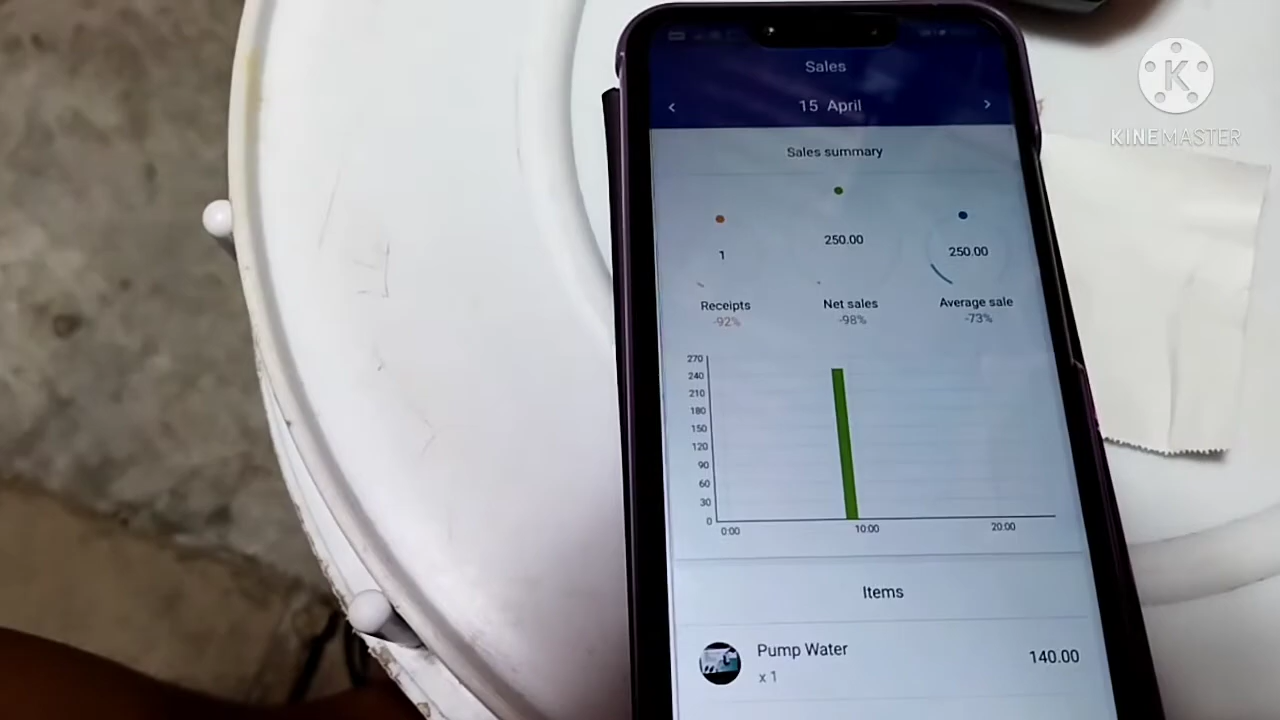 Sales
15 April
Sales summary
1
250.00
250.00
Receipts
Net sales
Average sale
-92%
-98%
-73%
270
240
210
180
150
120
90
60
30
0
0:00
10:00
20:00
Items
Pump Water
140.00
x 1
KINEMASTER